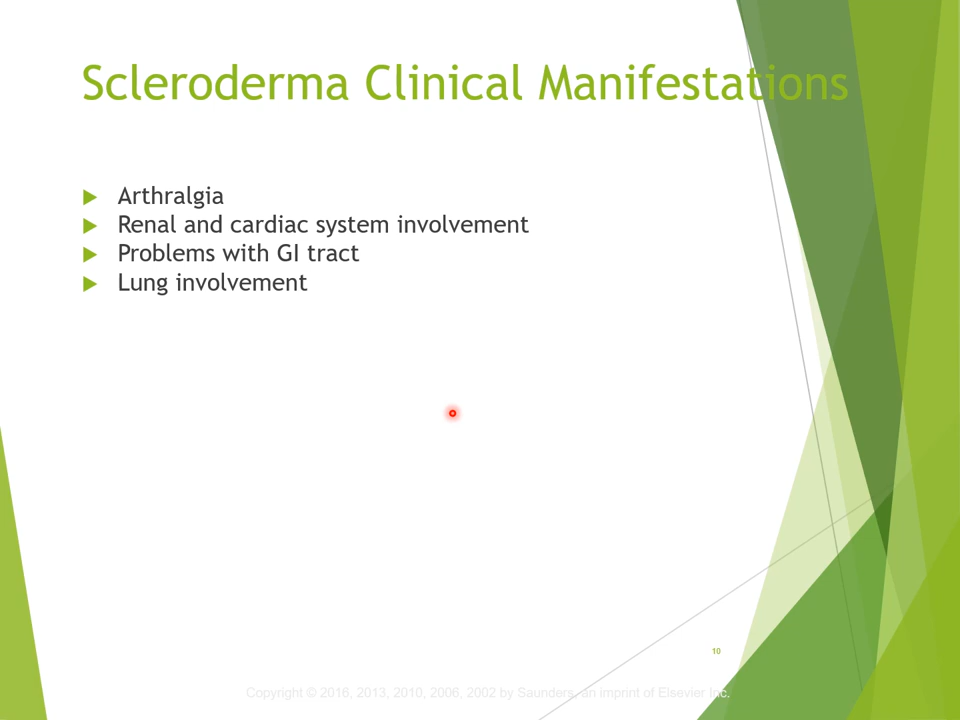 Scleroderma Clinical Manifestations
Arthralgia
Renal and cardiac system involvement
Problems with GI tract
Lung involvement
10
Copyright © 2016, 2013, 2010, 2006, 2002 by Saunders, an imprint of Elsevier Inc.